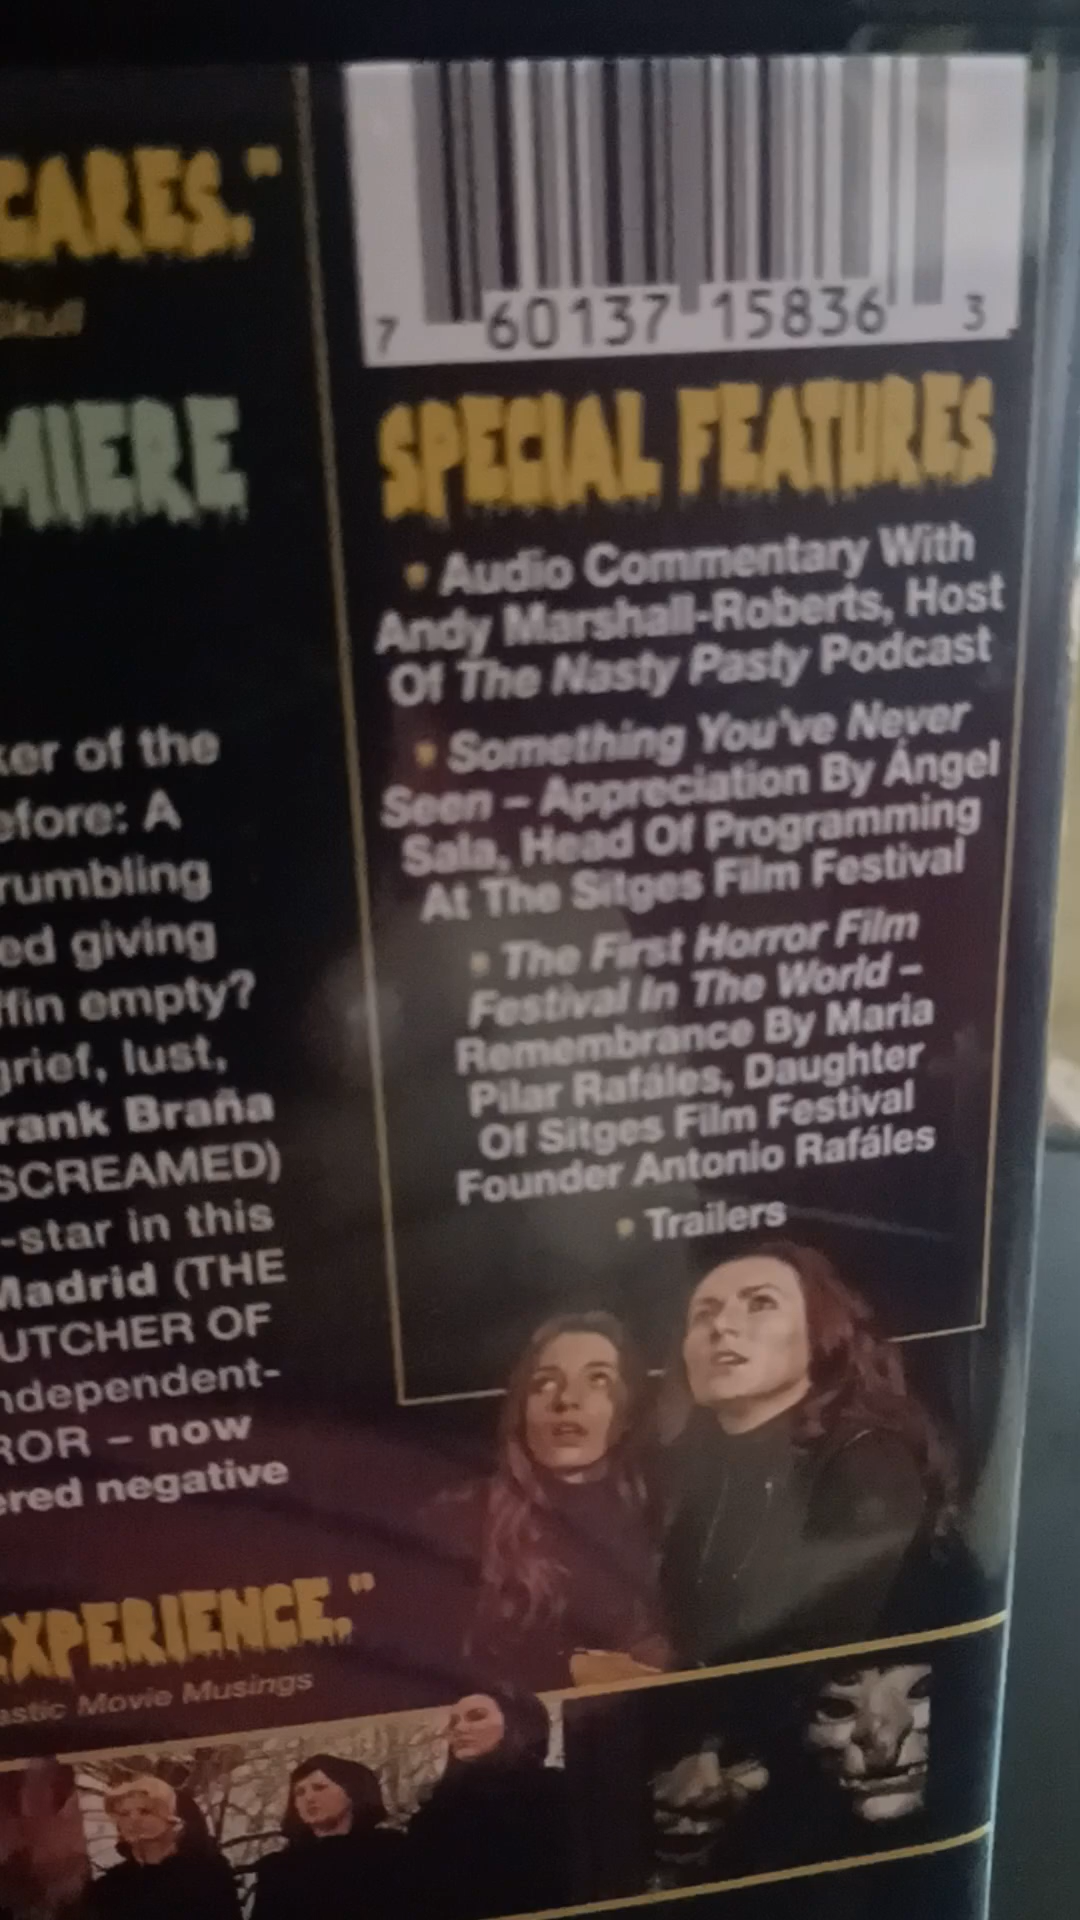 CARES."
MIERE
ker of the
efore: A
rumbling
ed giving
ffin empty?
grief, lust,
rank Braña
SCREAMED)
-star in this
Madrid (THE
UTCHER OF
ndependent-
ROR – now
ered negative
EXPERIENCE."
astic Movie Musings
7 60137 15836 3
SPECIAL FEATURES
• Audio Commentary With
Andy Marshall-Roberts, Host
Of The Nasty Pasty Podcast
• Something You've Never
Seen – Appreciation By Ángel
Sala, Head Of Programming
At The Sitges Film Festival
• The First Horror Film
Festival In The World –
Remembrance By Maria
Pilar Rafáles, Daughter
Of Sitges Film Festival
Founder Antonio Rafáles
• Trailers